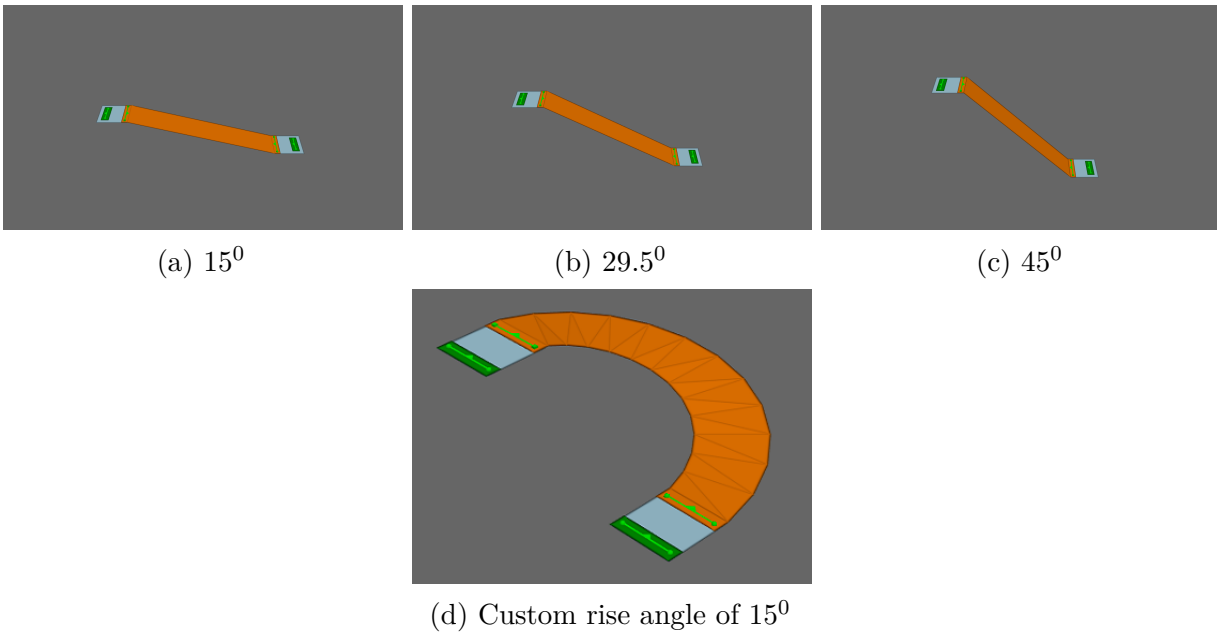 (a) 15⁰
(b) 29.5⁰
(c) 45⁰
(d) Custom rise angle of 15⁰